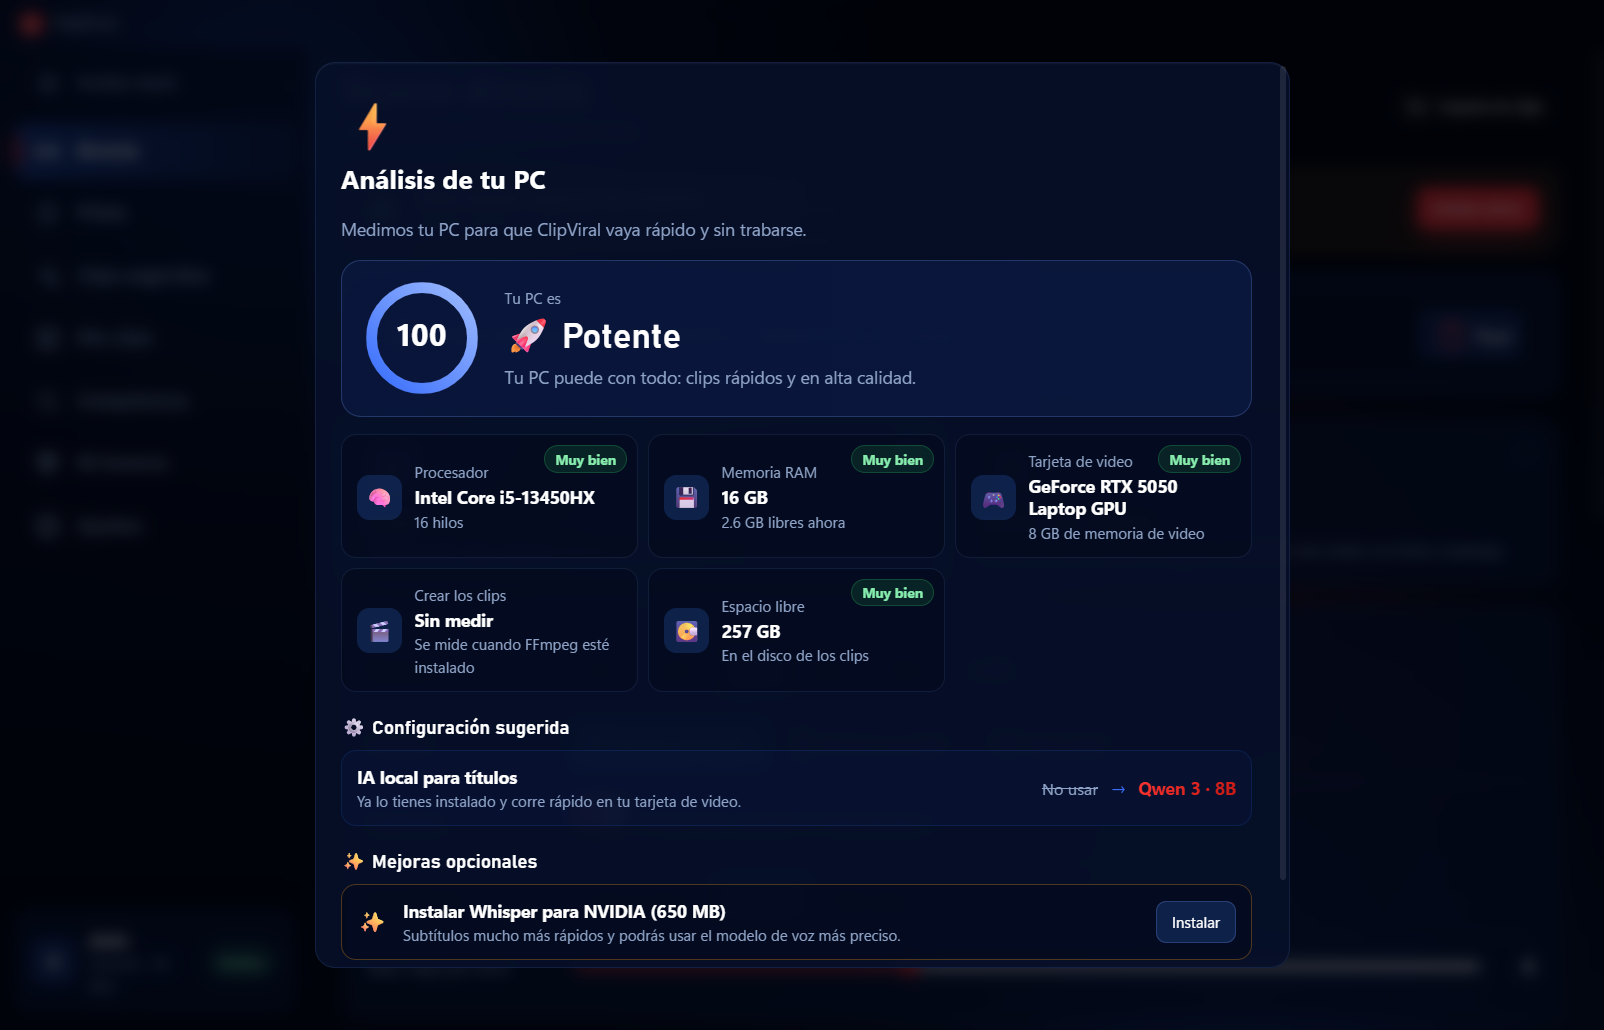 Análisis de tu PC
Medimos tu PC para que ClipViral vaya rápido y sin trabarse.
100
Tu PC es
Potente
Tu PC puede con todo: clips rápidos y en alta calidad.
Procesador
Muy bien
Intel Core i5-13450HX
16 hilos
Memoria RAM
Muy bien
16 GB
2.6 GB libres ahora
Tarjeta de video
Muy bien
GeForce RTX 5050
Laptop GPU
8 GB de memoria de video
Crear los clips
Sin medir
Se mide cuando FFmpeg esté
instalado
Espacio libre
Muy bien
257 GB
En el disco de los clips
Configuración sugerida
IA local para títulos
Ya lo tienes instalado y corre rápido en tu tarjeta de video.
No usar → Qwen 3 · 8B
Mejoras opcionales
Instalar Whisper para NVIDIA (650 MB)
Subtítulos mucho más rápidos y podrás usar el modelo de voz más preciso.
Instalar